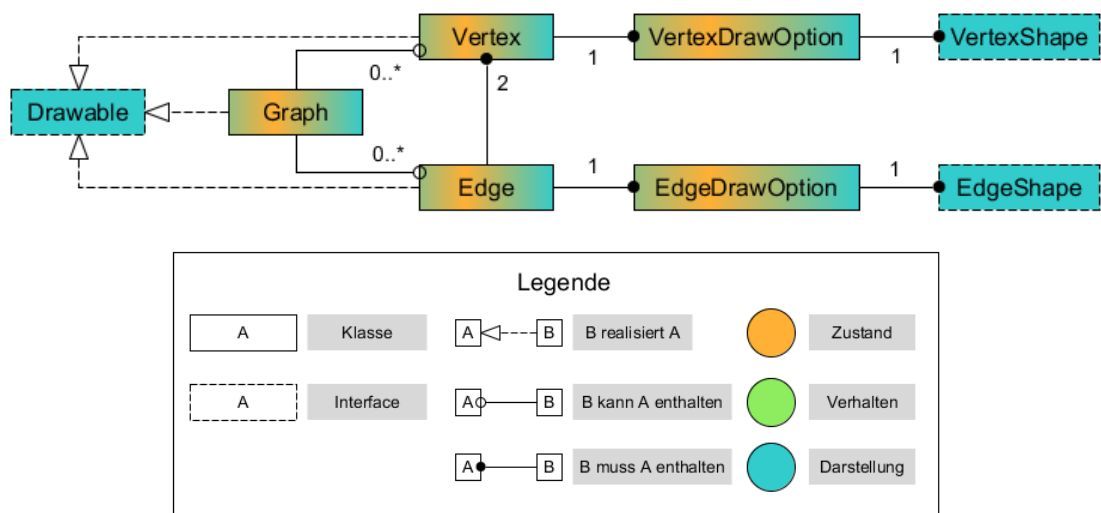 Vertex
VertexDrawOption
VertexShape
0..*
2
1
1
Drawable
Graph
0..*
1
1
Edge
EdgeDrawOption
EdgeShape
Legende
A
Klasse
A
B
B realisiert A
Zustand
A
Interface
A
B
B kann A enthalten
Verhalten
A
B
B muss A enthalten
Darstellung